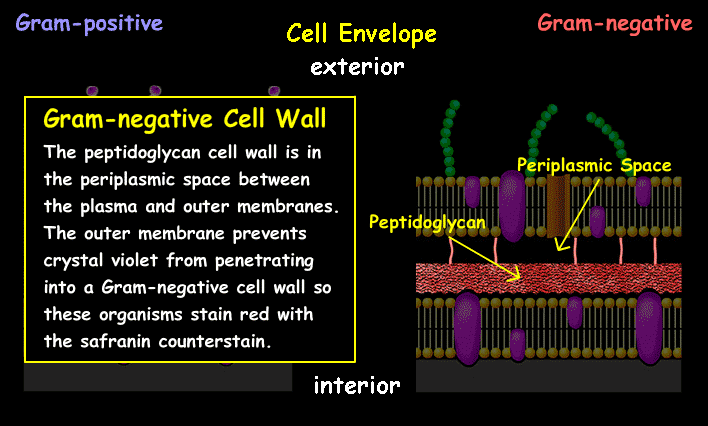 Gram-positive
Cell Envelope
Gram-negative
exterior
Gram-negative Cell Wall
The peptidoglycan cell wall is in
the periplasmic space between
the plasma and outer membranes.
The outer membrane prevents
crystal violet from penetrating
into a Gram-negative cell wall so
these organisms stain red with
the safranin counterstain.
Periplasmic Space
Peptidoglycan
interior